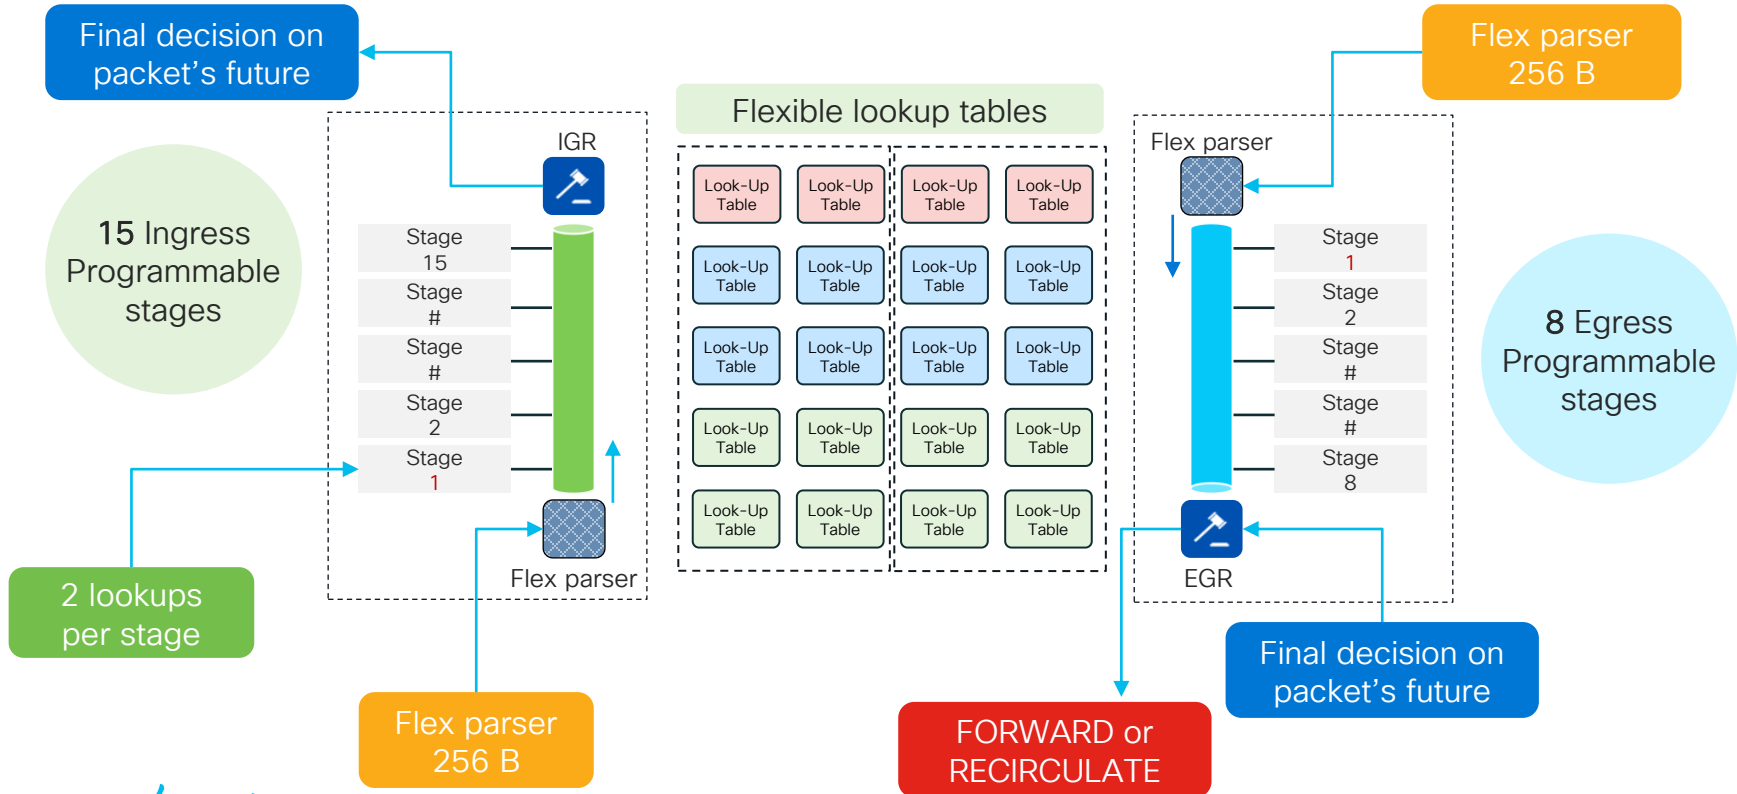 Final decision on
packet's future
Flex parser
256 B
Flexible lookup tables
IGR
Flex parser
15 Ingress
Programmable
stages
Stage
15
Stage
#
Stage
#
Stage
2
Stage
1
Flex parser
Look-Up
Table
Look-Up
Table
Look-Up
Table
Look-Up
Table
Look-Up
Table
Look-Up
Table
Look-Up
Table
Look-Up
Table
Look-Up
Table
Look-Up
Table
Look-Up
Table
Look-Up
Table
Look-Up
Table
Look-Up
Table
Look-Up
Table
Look-Up
Table
Look-Up
Table
Look-Up
Table
Look-Up
Table
Look-Up
Table
Stage
1
Stage
2
Stage
#
Stage
#
Stage
8
EGR
8 Egress
Programmable
stages
2 lookups
per stage
Flex parser
256 B
FORWARD or
RECIRCULATE
Final decision on
packet's future